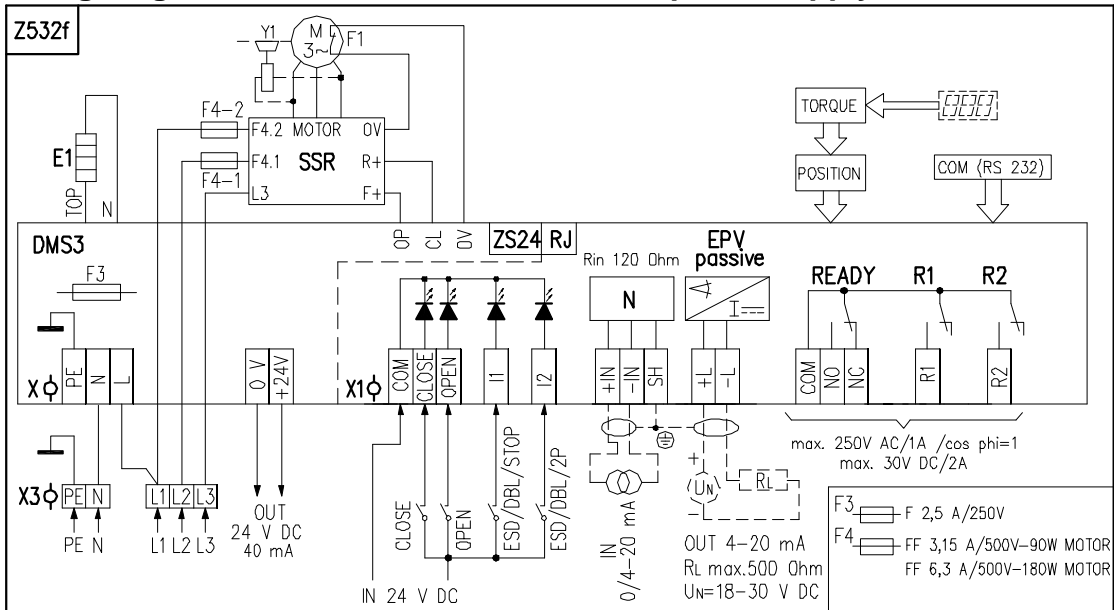 Z532f
Y1
M
3~
F1
F4-2
F4.2 MOTOR 0V
E1
F4.1 SSR R+
F4-1
L3 F+
TOP
N
TORQUE
POSITION
COM (RS 232)
DMS3
OP
CL
0V
ZS24 RJ
EPV
passive
Rin 120 Ohm
F3
N
I
READY R1 R2
X
PE
N
L
0 V
+24V
X1
COM
CLOSE
OPEN
I1
I2
+IN
-IN
SH
+L
-L
COM
NO
NC
R1
R2
max. 250V AC/1A /cos phi=1
max. 30V DC/2A
X3 PE N L1 L2 L3
PE N L1 L2 L3
OUT
24 V DC
40 mA
CLOSE
OPEN
ESD/DBL/STOP
ESD/DBL/2P
IN 24 V DC
IN
0/4-20 mA
+
UN
-
RL
OUT 4-20 mA
RL max.500 Ohm
UN=18-30 V DC
F3 F 2,5 A/250V
F4 FF 3,15 A/500V-90W MOTOR
FF 6,3 A/500V-180W MOTOR